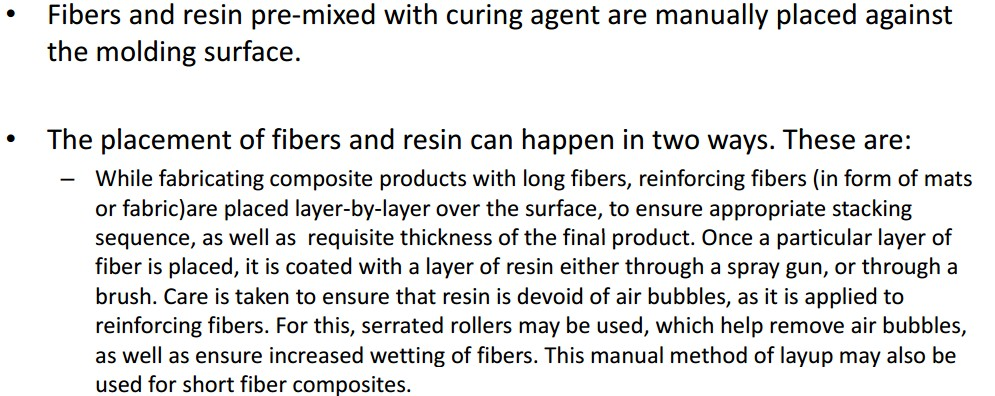 • Fibers and resin pre-mixed with curing agent are manually placed against
the molding surface.
• The placement of fibers and resin can happen in two ways. These are:
– While fabricating composite products with long fibers, reinforcing fibers (in form of mats
or fabric)are placed layer-by-layer over the surface, to ensure appropriate stacking
sequence, as well as  requisite thickness of the final product. Once a particular layer of
fiber is placed, it is coated with a layer of resin either through a spray gun, or through a
brush. Care is taken to ensure that resin is devoid of air bubbles, as it is applied to
reinforcing fibers. For this, serrated rollers may be used, which help remove air bubbles,
as well as ensure increased wetting of fibers. This manual method of layup may also be
used for short fiber composites.